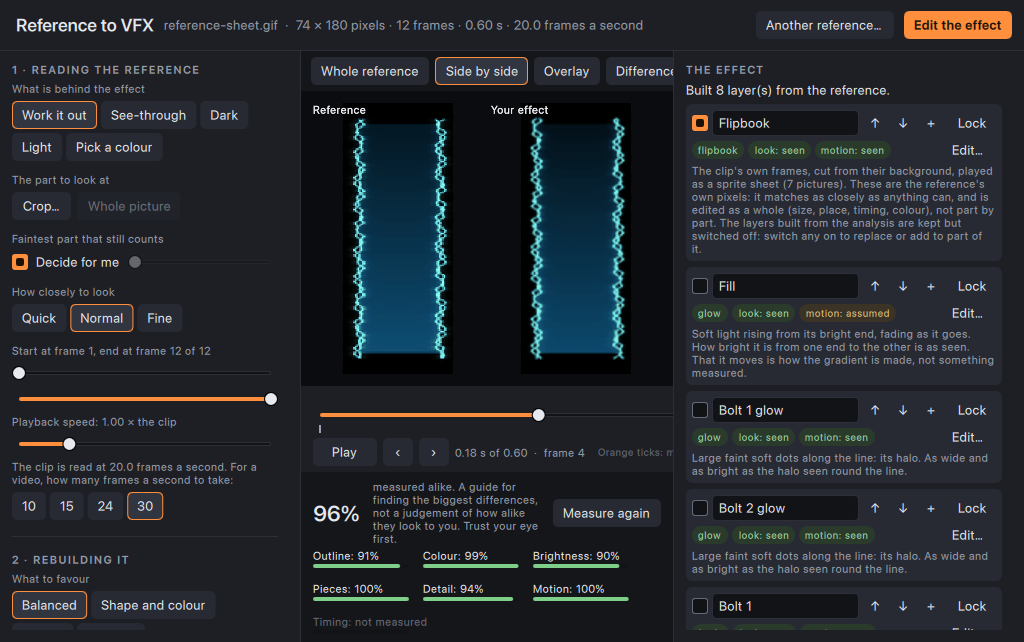 Reference to VFX
reference-sheet.gif · 74 × 180 pixels · 12 frames · 0.60 s · 20.0 frames a second
Another reference...
Edit the effect
1 · READING THE REFERENCE
What is behind the effect
Work it out
See-through
Dark
Light
Pick a colour
The part to look at
Crop...
Whole picture
Faintest part that still counts
Decide for me
How closely to look
Quick
Normal
Fine
Start at frame 1, end at frame 12 of 12
Playback speed: 1.00 × the clip
The clip is read at 20.0 frames a second. For a
video, how many frames a second to take:
10
15
24
30
2 · REBUILDING IT
What to favour
Balanced
Shape and colour
Whole reference
Side by side
Overlay
Difference
Reference
Your effect
Play
‹
›
0.18 s of 0.60 · frame 4
Orange ticks: m
96%
measured alike. A guide for
finding the biggest differences,
not a judgement of how alike
they look to you. Trust your eye
first.
Measure again
Outline: 91%
Colour: 99%
Brightness: 90%
Pieces: 100%
Detail: 94%
Motion: 100%
Timing: not measured
THE EFFECT
Built 8 layer(s) from the reference.
Flipbook
↑ ↓ + Lock
flipbook
look: seen
motion: seen
Edit...
The clip's own frames, cut from their background, played
as a sprite sheet (7 pictures). These are the reference's
own pixels: it matches as closely as anything can, and is
edited as a whole (size, place, timing, colour), not part by
part. The layers built from the analysis are kept but
switched off: switch any on to replace or add to part of
it.
Fill
↑ ↓ + Lock
glow
look: seen
motion: assumed
Edit...
Soft light rising from its bright end, fading as it goes.
How bright it is from one end to the other is as seen.
That it moves is how the gradient is made, not something
measured.
Bolt 1 glow
↑ ↓ + Lock
glow
look: seen
motion: seen
Edit...
Large faint soft dots along the line: its halo. As wide and
as bright as the halo seen round the line.
Bolt 2 glow
↑ ↓ + Lock
glow
look: seen
motion: seen
Edit...
Large faint soft dots along the line: its halo. As wide and
as bright as the halo seen round the line.
Bolt 1
↑ ↓ + Lock